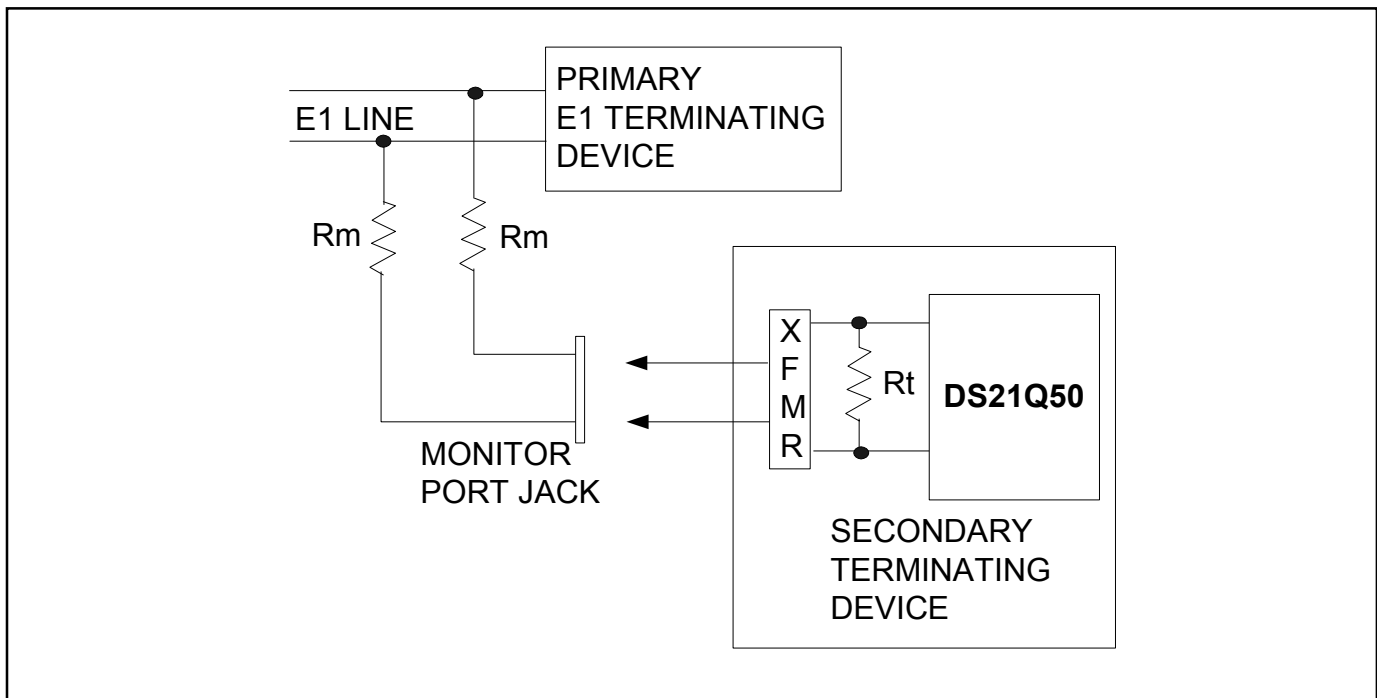 PRIMARY
E1 TERMINATING
DEVICE
E1 LINE
Rm
Rm
MONITOR
PORT JACK
X
F
M
R
Rt
DS21Q50
SECONDARY
TERMINATING
DEVICE